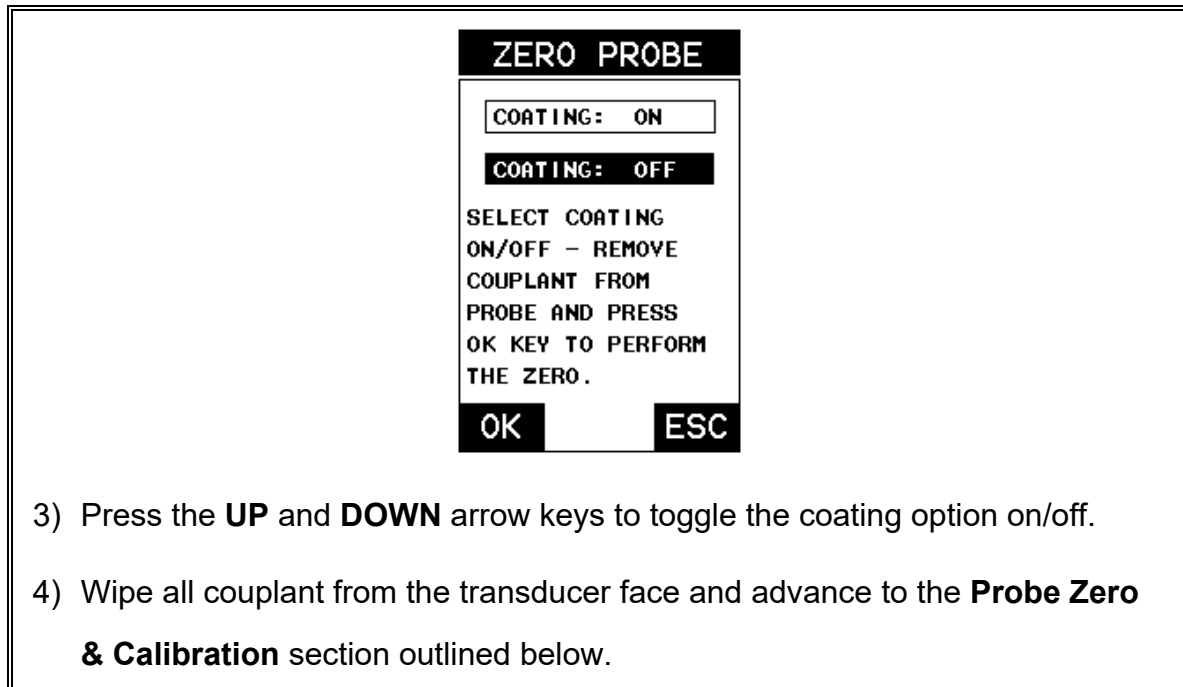 ZERO PROBE
COATING: ON
COATING: OFF
SELECT COATING
ON/OFF – REMOVE
COUPLANT FROM
PROBE AND PRESS
OK KEY TO PERFORM
THE ZERO.
OK ESC
3) Press the UP and DOWN arrow keys to toggle the coating option on/off.
4) Wipe all couplant from the transducer face and advance to the Probe Zero
& Calibration section outlined below.